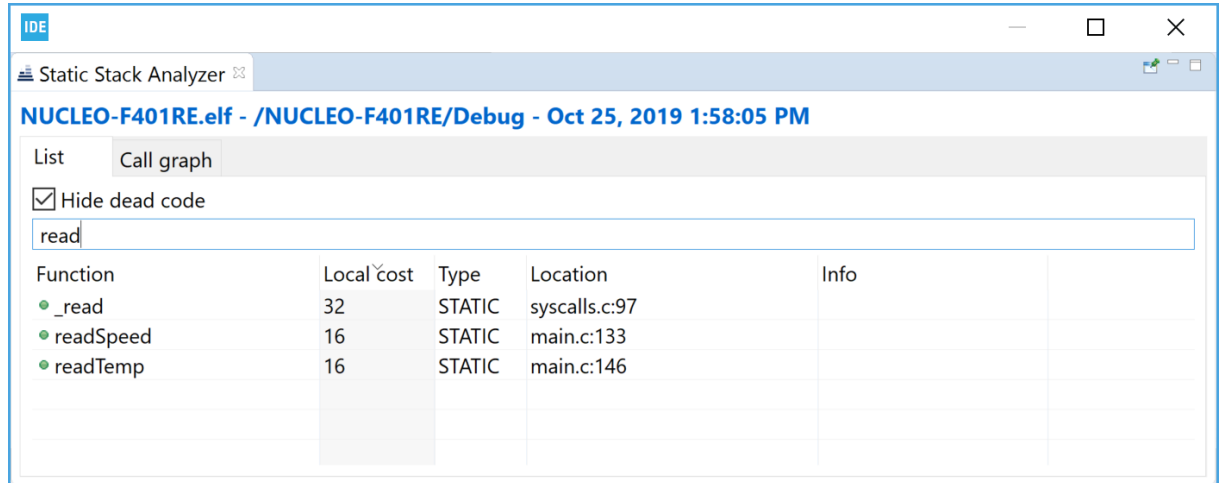 IDE
Static Stack Analyzer
NUCLEO-F401RE.elf - /NUCLEO-F401RE/Debug - Oct 25, 2019 1:58:05 PM
List Call graph
Hide dead code
read
Function Local cost Type Location Info
_read 32 STATIC syscalls.c:97
readSpeed 16 STATIC main.c:133
readTemp 16 STATIC main.c:146